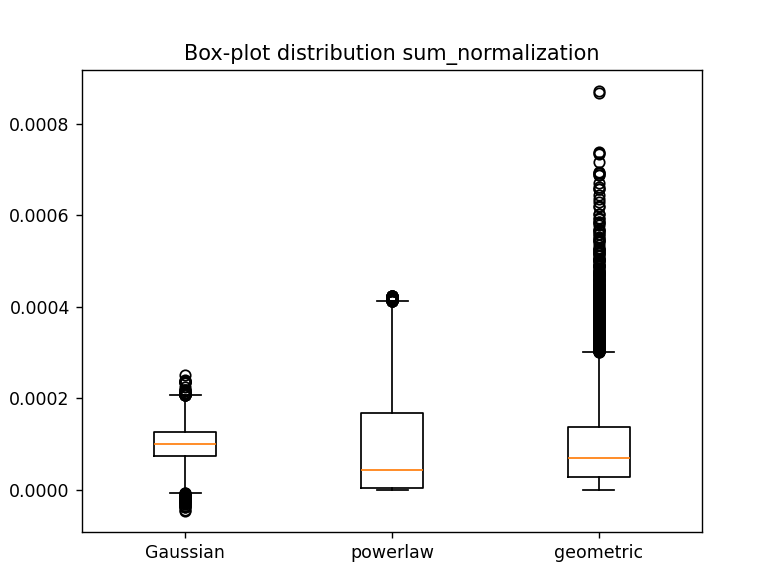 Box-plot distribution sum_normalization
0.0008
0.0006
0.0004
0.0002
0.0000
Gaussian
powerlaw
geometric